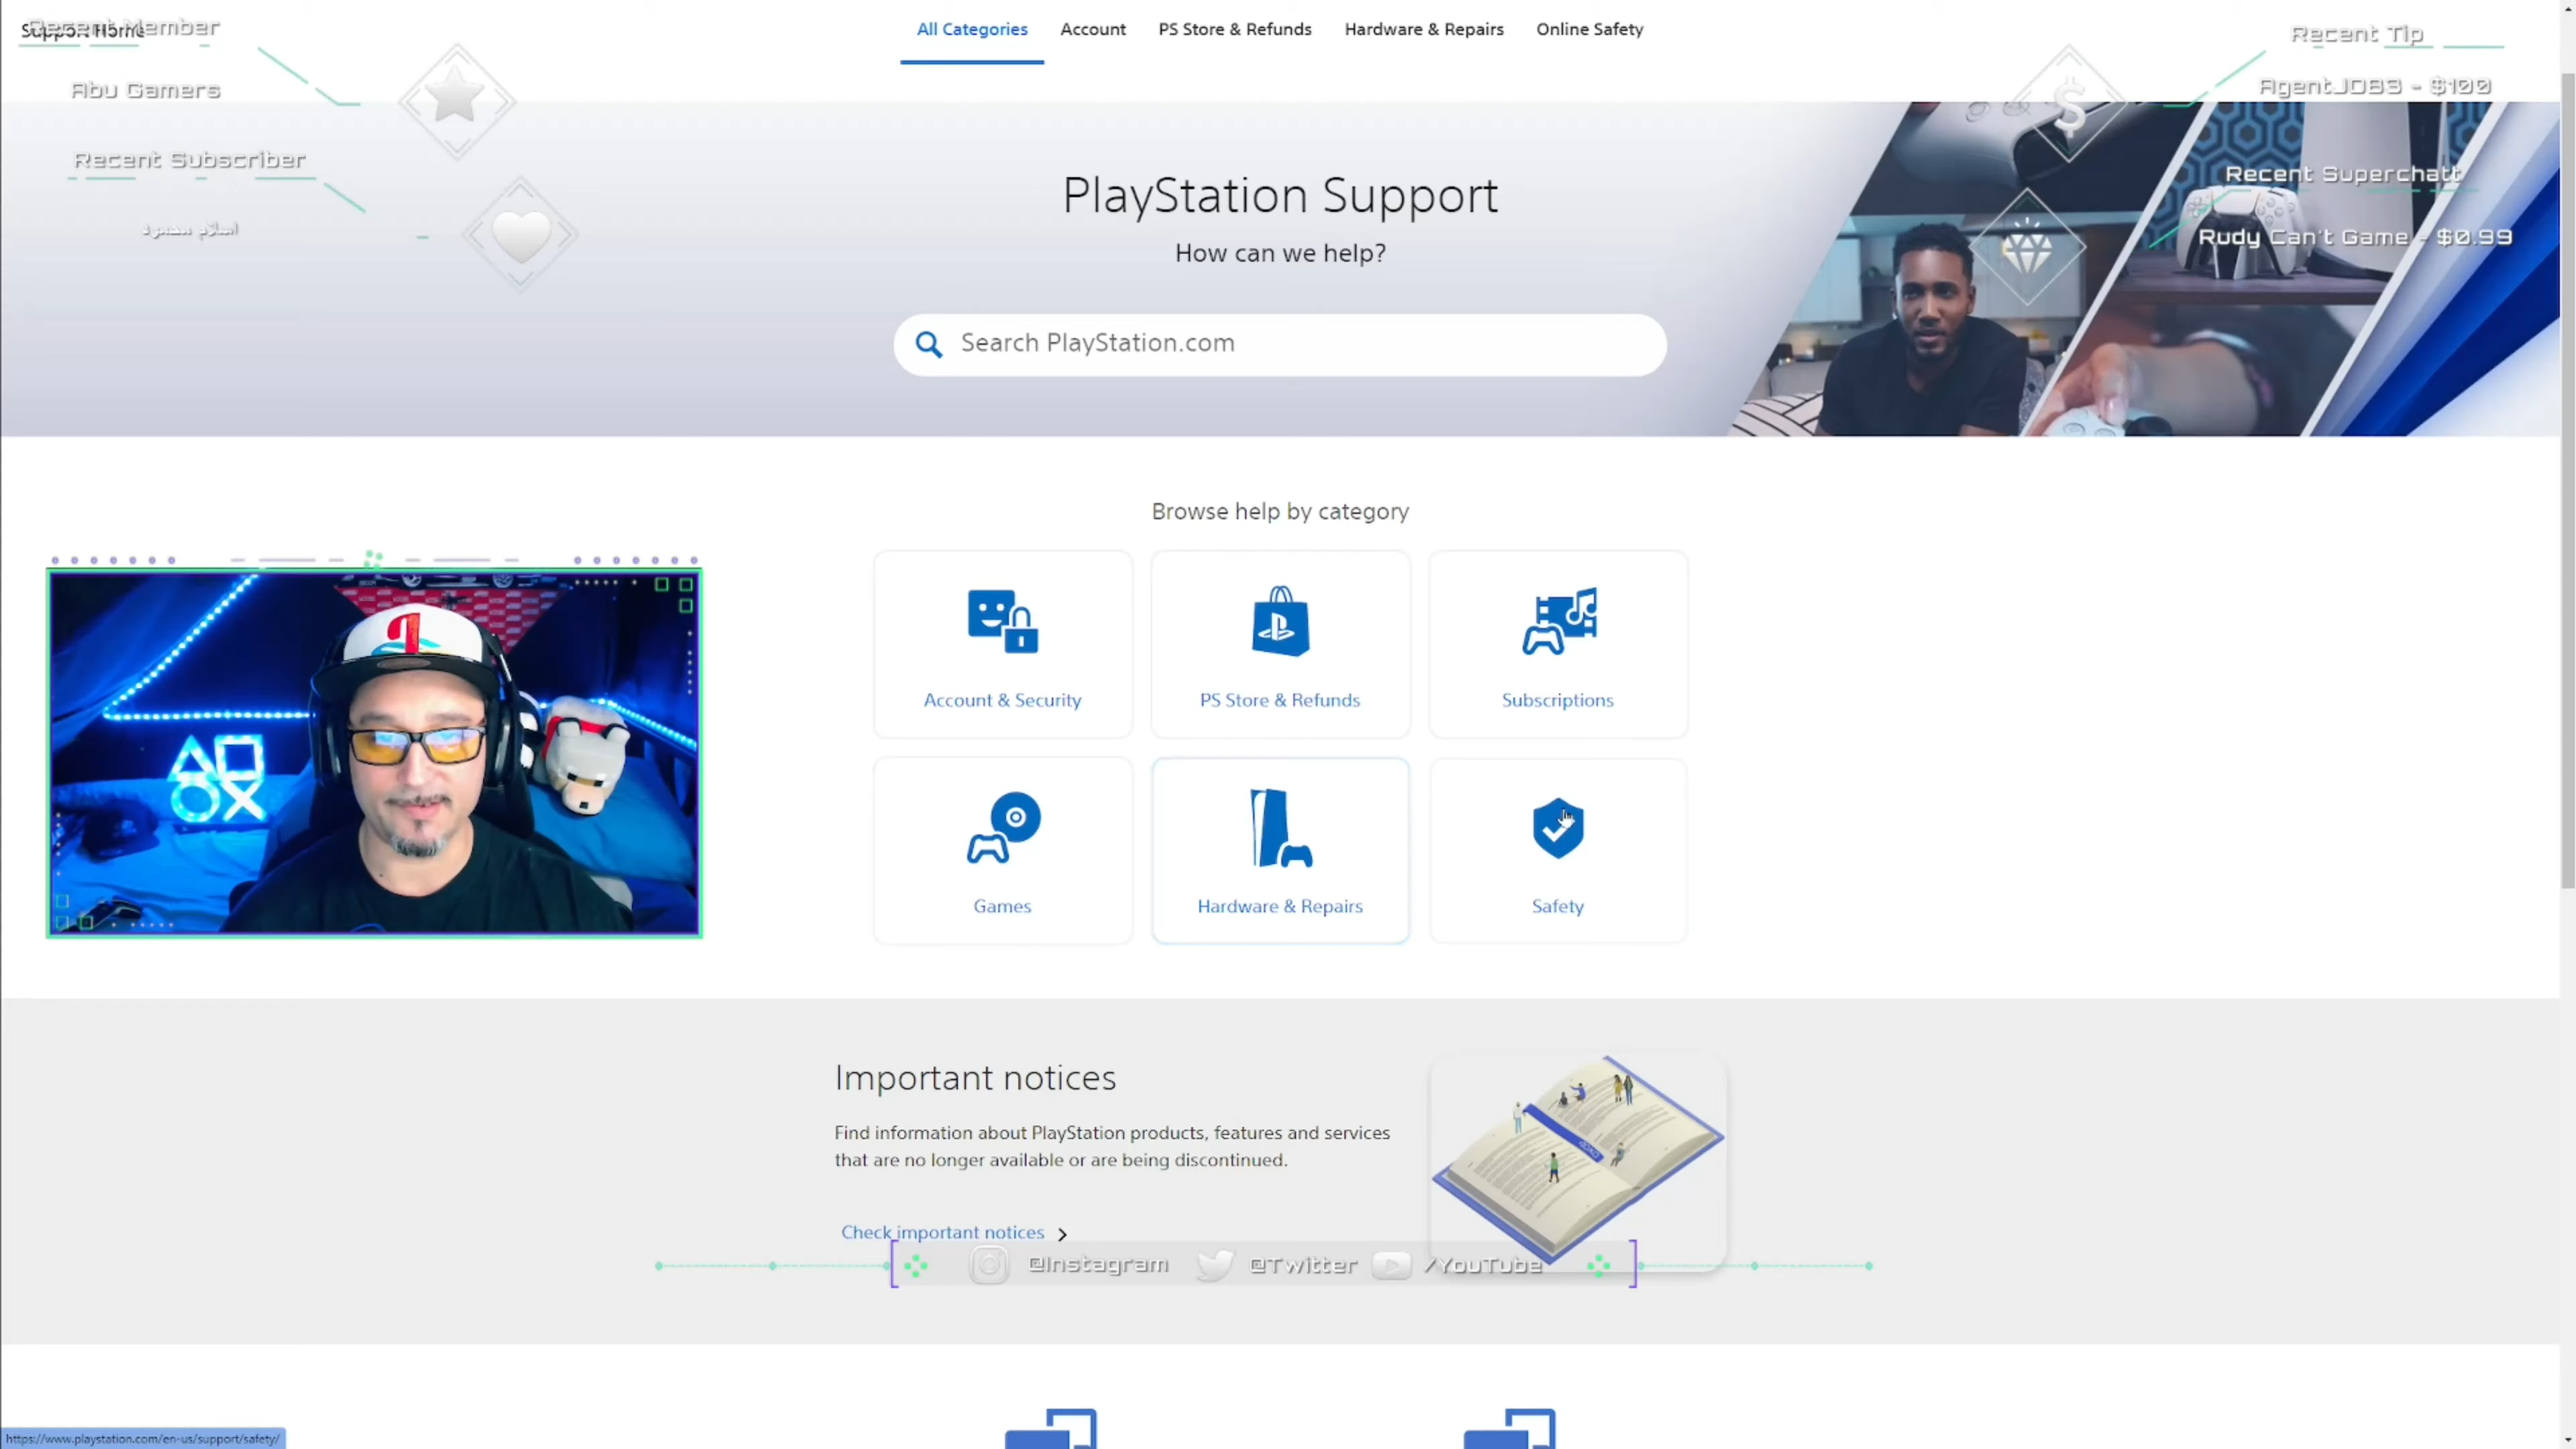 Support Home
Recent Member
All Categories
Account
PS Store & Refunds
Hardware & Repairs
Online Safety
Recent Tip
Abu Gamers
AgentJDB3 - $100
Recent Subscriber
Recent Superchatt
اسلام محمود
Rudy Can't Game - $0.99
PlayStation Support
How can we help?
Search PlayStation.com
Browse help by category
Account & Security
PS Store & Refunds
Subscriptions
Games
Hardware & Repairs
Safety
Important notices
Find information about PlayStation products, features and services
that are no longer available or are being discontinued.
Check important notices
@Instagram
@Twitter
/YouTube
https://www.playstation.com/en-us/support/safety/